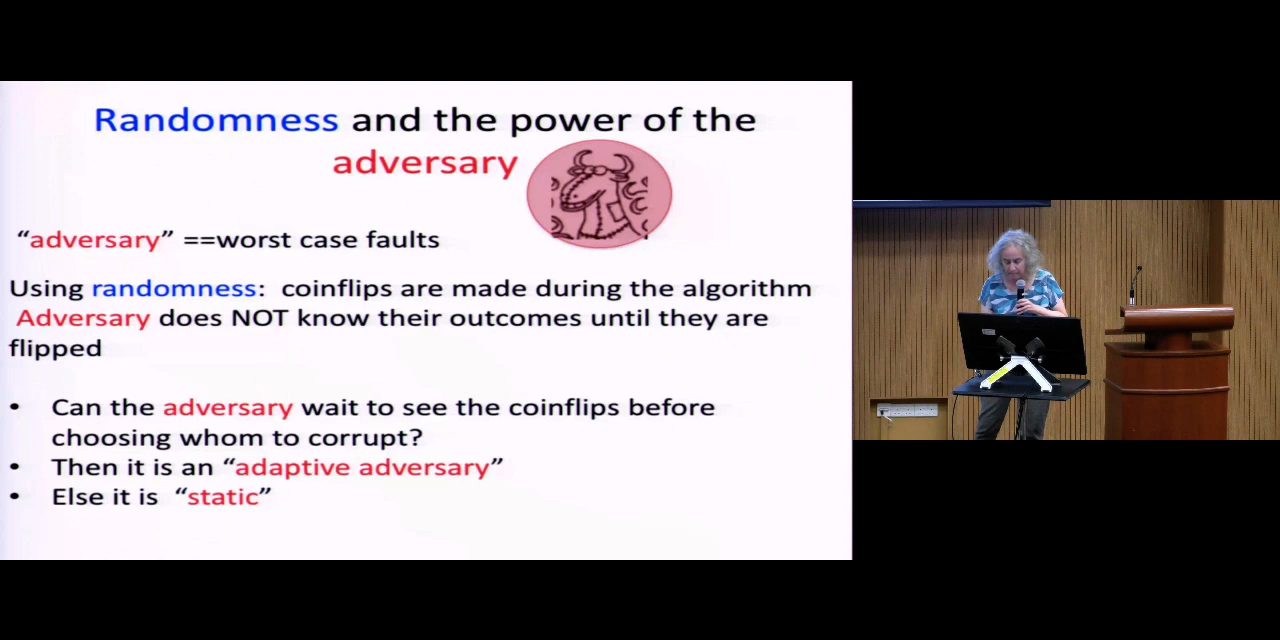 Randomness and the power of the
adversary
“adversary” ==worst case faults
Using randomness: coinflips are made during the algorithm
Adversary does NOT know their outcomes until they are
flipped
• Can the adversary wait to see the coinflips before
choosing whom to corrupt?
• Then it is an “adaptive adversary”
• Else it is “static”